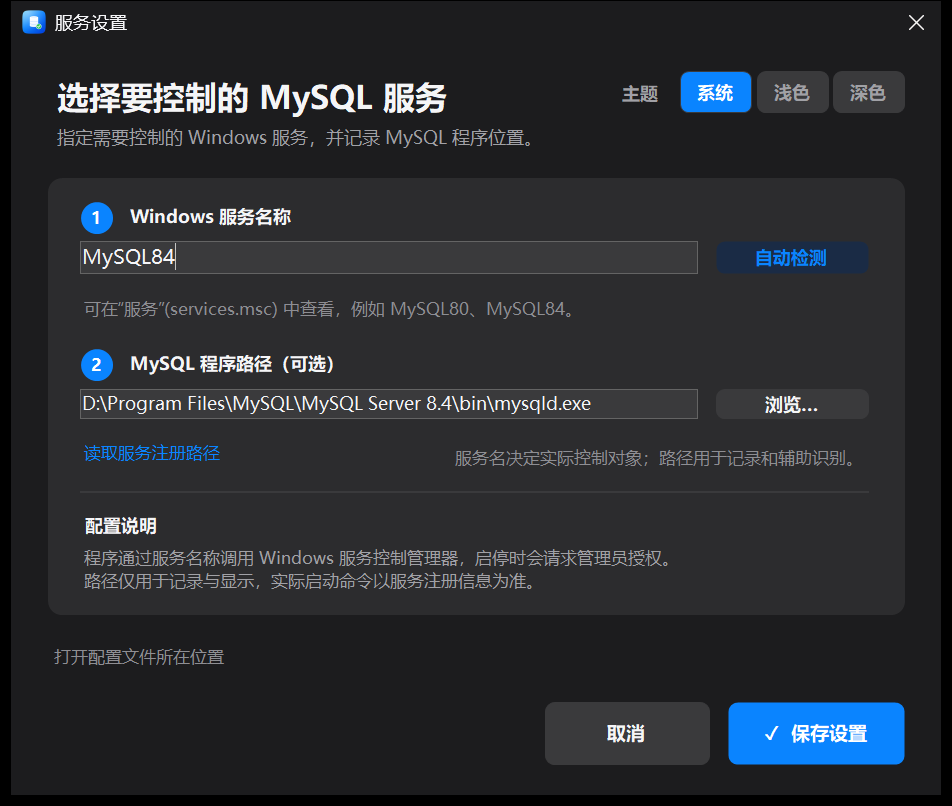 服务设置
选择要控制的 MySQL 服务
主题 系统 浅色 深色
指定需要控制的 Windows 服务，并记录 MySQL 程序位置。
1 Windows 服务名称
MySQL84 自动检测
可在“服务”(services.msc) 中查看，例如 MySQL80、MySQL84。
2 MySQL 程序路径（可选）
D:\Program Files\MySQL\MySQL Server 8.4\bin\mysqld.exe 浏览...
读取服务注册路径 服务名决定实际控制对象；路径用于记录和辅助识别。
配置说明
程序通过服务名称调用 Windows 服务控制管理器，启停时会请求管理员授权。
路径仅用于记录与显示，实际启动命令以服务注册信息为准。
打开配置文件所在位置
取消 ✓ 保存设置